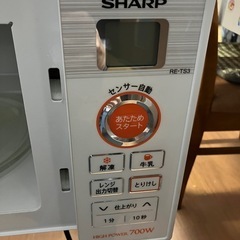 SHARP
RE-TS3
センサー自動
あたため
スタート
解凍
牛乳
レンジ
出力切替
とりけし
仕上がり
1分
10秒
HIGH POWER 700W